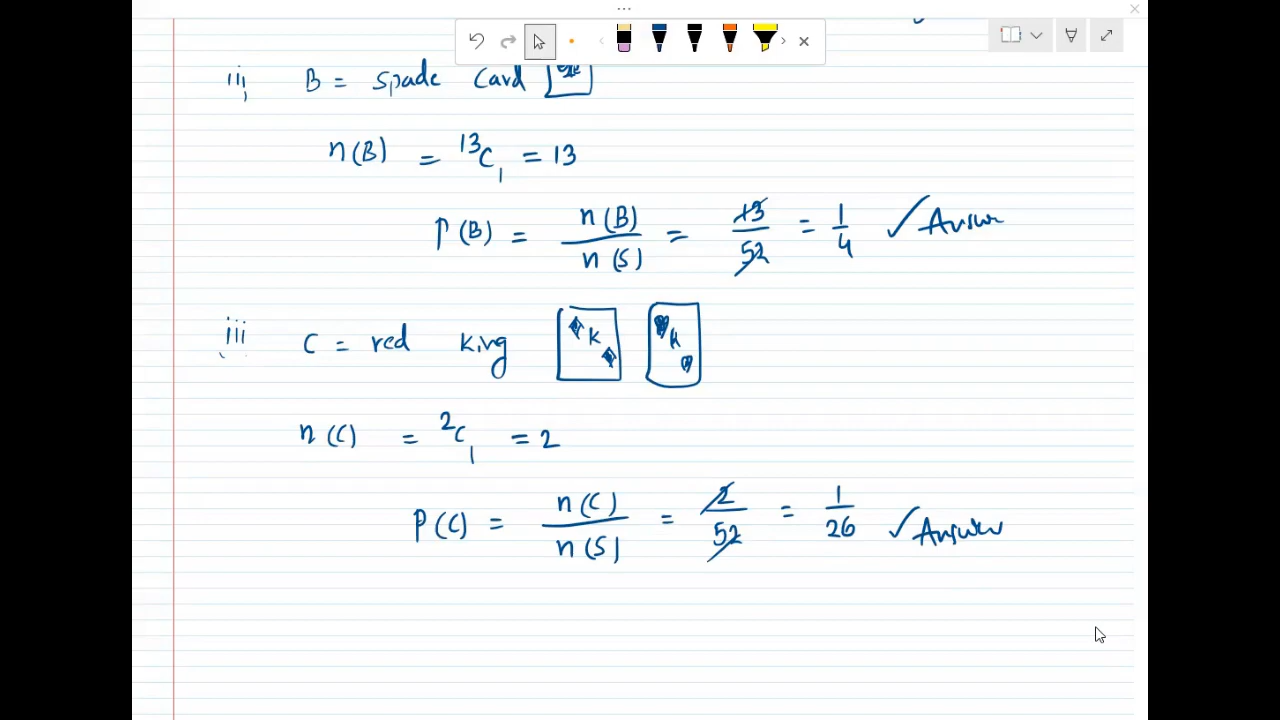 iii, B = Spade Card
n(B) = ¹³C₁ = 13
P(B) = n(B)/n(S) = 13/52 = 1/4 ✓ Answer
iii C = red king K K
n(C) = ²C₁ = 2
P(C) = n(C)/n(S) = 2/52 = 1/26 ✓ Answer